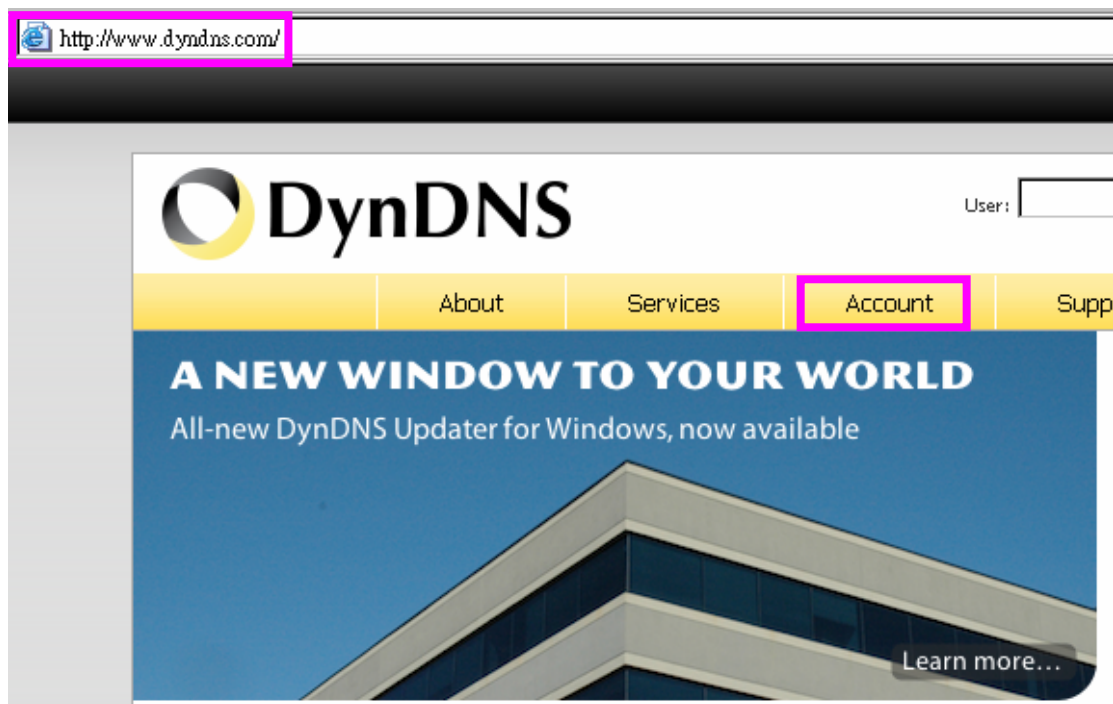 http://www.dyndns.com/
DynDNS
User:
About Services Account Supp
A NEW WINDOW TO YOUR WORLD
All-new DynDNS Updater for Windows, now available
Learn more...